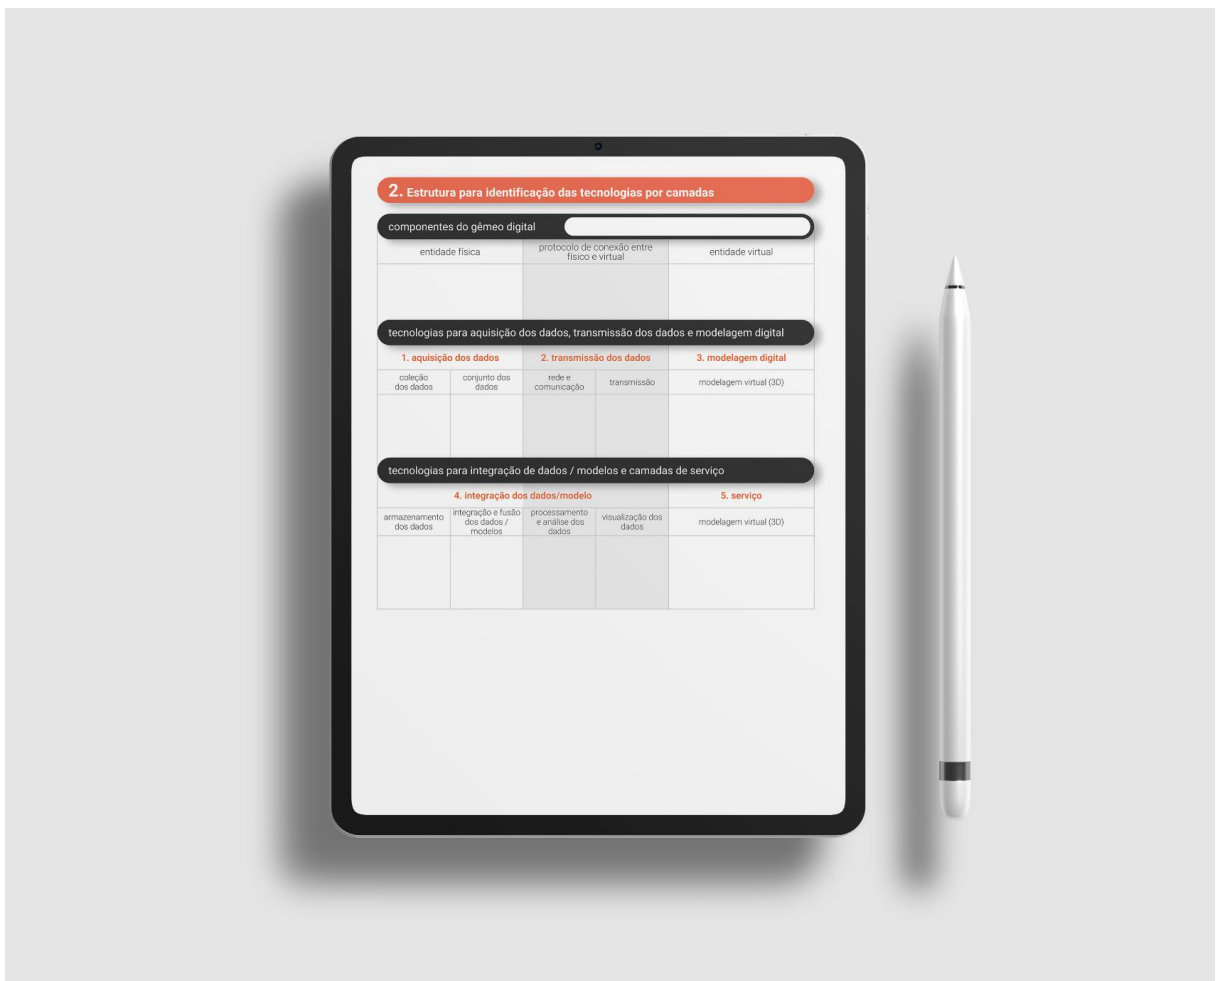 2. Estrutura para identificação das tecnologias por camadas
componentes do gêmeo digital
entidade física
protocolo de conexão entre
físico e virtual
entidade virtual
tecnologias para aquisição dos dados, transmissão dos dados e modelagem digital
1. aquisição dos dados
2. transmissão dos dados
3. modelagem digital
coleção
dos dados
conjunto dos
dados
rede e
comunicação
transmissão
modelagem virtual (3D)
tecnologias para integração de dados / modelos e camadas de serviço
4. integração dos dados/modelo
5. serviço
armazenamento
dos dados
integração e fusão
dos dados /
modelos
processamento
e análise dos
dados
visualização dos
dados
modelagem virtual (3D)